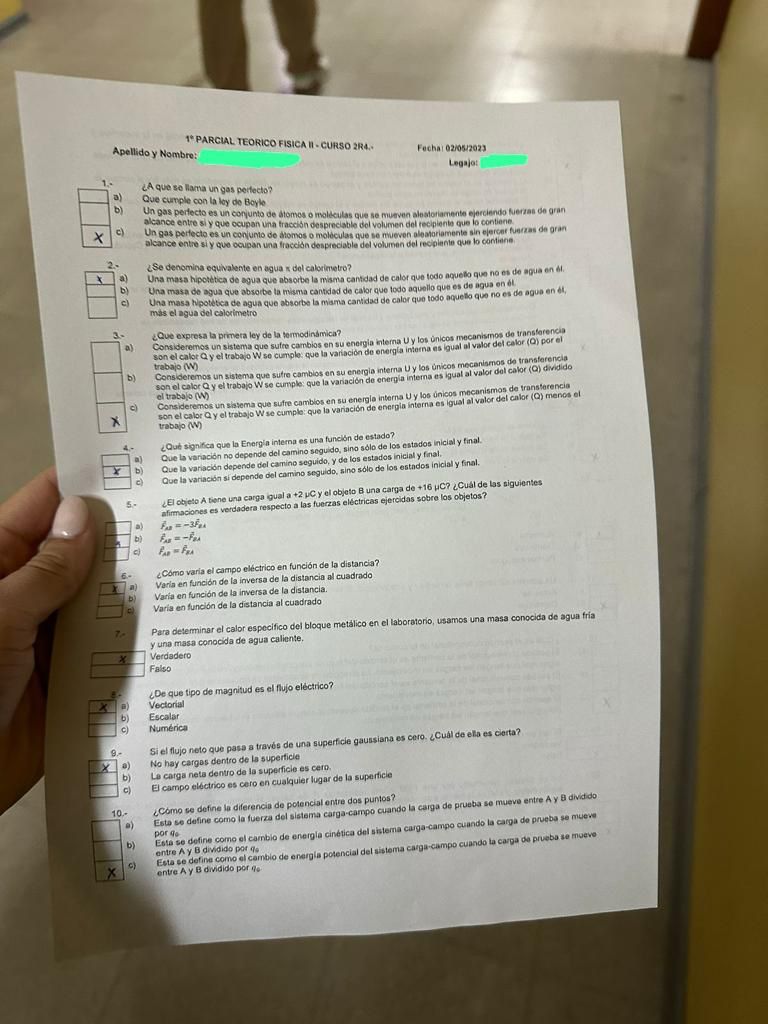 1º PARCIAL TEORICO FISICA II - CURSO 2R4.-
Fecha: 02/05/2023
Apellido y Nombre:
Legajo:
1.- ¿A que se llama un gas perfecto?
a) Que cumple con la ley de Boyle
b) Un gas perfecto es un conjunto de átomos o moléculas que se mueven aleatoriamente ejerciendo fuerzas de gran
alcance entre si y que ocupan una fracción despreciable del volumen del recipiente que lo contiene.
X c) Un gas perfecto es un conjunto de átomos o moléculas que se mueven aleatoriamente sin ejercer fuerzas de gran
alcance entre si y que ocupan una fracción despreciable del volumen del recipiente que lo contiene.
2.- ¿Se denomina equivalente en agua π del calorímetro?
x a) Una masa hipotética de agua que absorbe la misma cantidad de calor que todo aquello que no es de agua en él.
b) Una masa de agua que absorbe la misma cantidad de calor que todo aquello que es de agua en él.
c) Una masa hipotética de agua que absorbe la misma cantidad de calor que todo aquello que no es de agua en él,
más el agua del calorímetro
3.- ¿Que expresa la primera ley de la termodinámica?
a) Consideremos un sistema que sufre cambios en su energía interna U y los únicos mecanismos de transferencia
son el calor Q y el trabajo W se cumple: que la variación de energía interna es igual al valor del calor (Q) por el
trabajo (W)
b) Consideremos un sistema que sufre cambios en su energía interna U y los únicos mecanismos de transferencia
son el calor Q y el trabajo W se cumple: que la variación de energía interna es igual al valor del calor (Q) dividido
el trabajo (W)
c) Consideremos un sistema que sufre cambios en su energía interna U y los únicos mecanismos de transferencia
X son el calor Q y el trabajo W se cumple: que la variación de energía interna es igual al valor del calor (Q) menos el
trabajo (W)
4.- ¿Qué significa que la Energía interna es una función de estado?
a) Que la variación no depende del camino seguido, sino sólo de los estados inicial y final.
x b) Que la variación depende del camino seguido, y de los estados inicial y final.
c) Que la variación si depende del camino seguido, sino sólo de los estados inicial y final.
5.- ¿El objeto A tiene una carga igual a +2 µC y el objeto B una carga de +16 µC? ¿Cuál de las siguientes
afirmaciones es verdadera respecto a las fuerzas eléctricas ejercidas sobre los objetos?
a) F⃗AB = −3F⃗BA
b) F⃗AB = −F⃗BA
c) F⃗AB = F⃗BA
6.- ¿Cómo varía el campo eléctrico en función de la distancia?
x a) Varía en función de la inversa de la distancia al cuadrado
b) Varía en función de la inversa de la distancia.
c) Varía en función de la distancia al cuadrado
7.- Para determinar el calor específico del bloque metálico en el laboratorio, usamos una masa conocida de agua fría
y una masa conocida de agua caliente.
x Verdadero
Falso
8.- ¿De que tipo de magnitud es el flujo eléctrico?
X a) Vectorial
b) Escalar
c) Numérica
9.- Si el flujo neto que pasa a través de una superficie gaussiana es cero. ¿Cuál de ella es cierta?
X a) No hay cargas dentro de la superficie
b) La carga neta dentro de la superficie es cero.
c) El campo eléctrico es cero en cualquier lugar de la superficie
10.- ¿Cómo se define la diferencia de potencial entre dos puntos?
a) Esta se define como la fuerza del sistema carga-campo cuando la carga de prueba se mueve entre A y B dividido
por q₀
b) Esta se define como el cambio de energía cinética del sistema carga-campo cuando la carga de prueba se mueve
entre A y B dividido por q₀
c) Esta se define como el cambio de energía potencial del sistema carga-campo cuando la carga de prueba se mueve
X entre A y B dividido por q₀